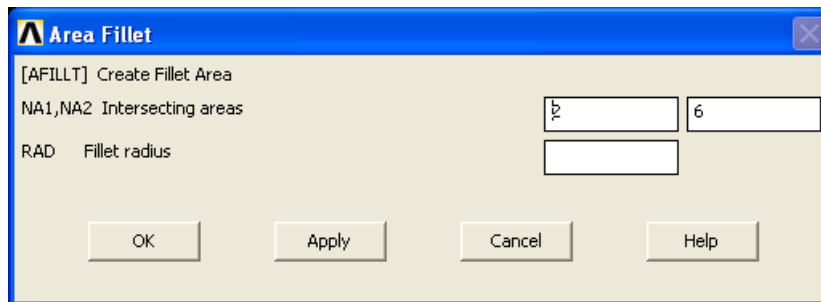 Area Fillet
[AFILLT] Create Fillet Area
NA1,NA2 Intersecting areas 2 6
RAD Fillet radius
OK Apply Cancel Help